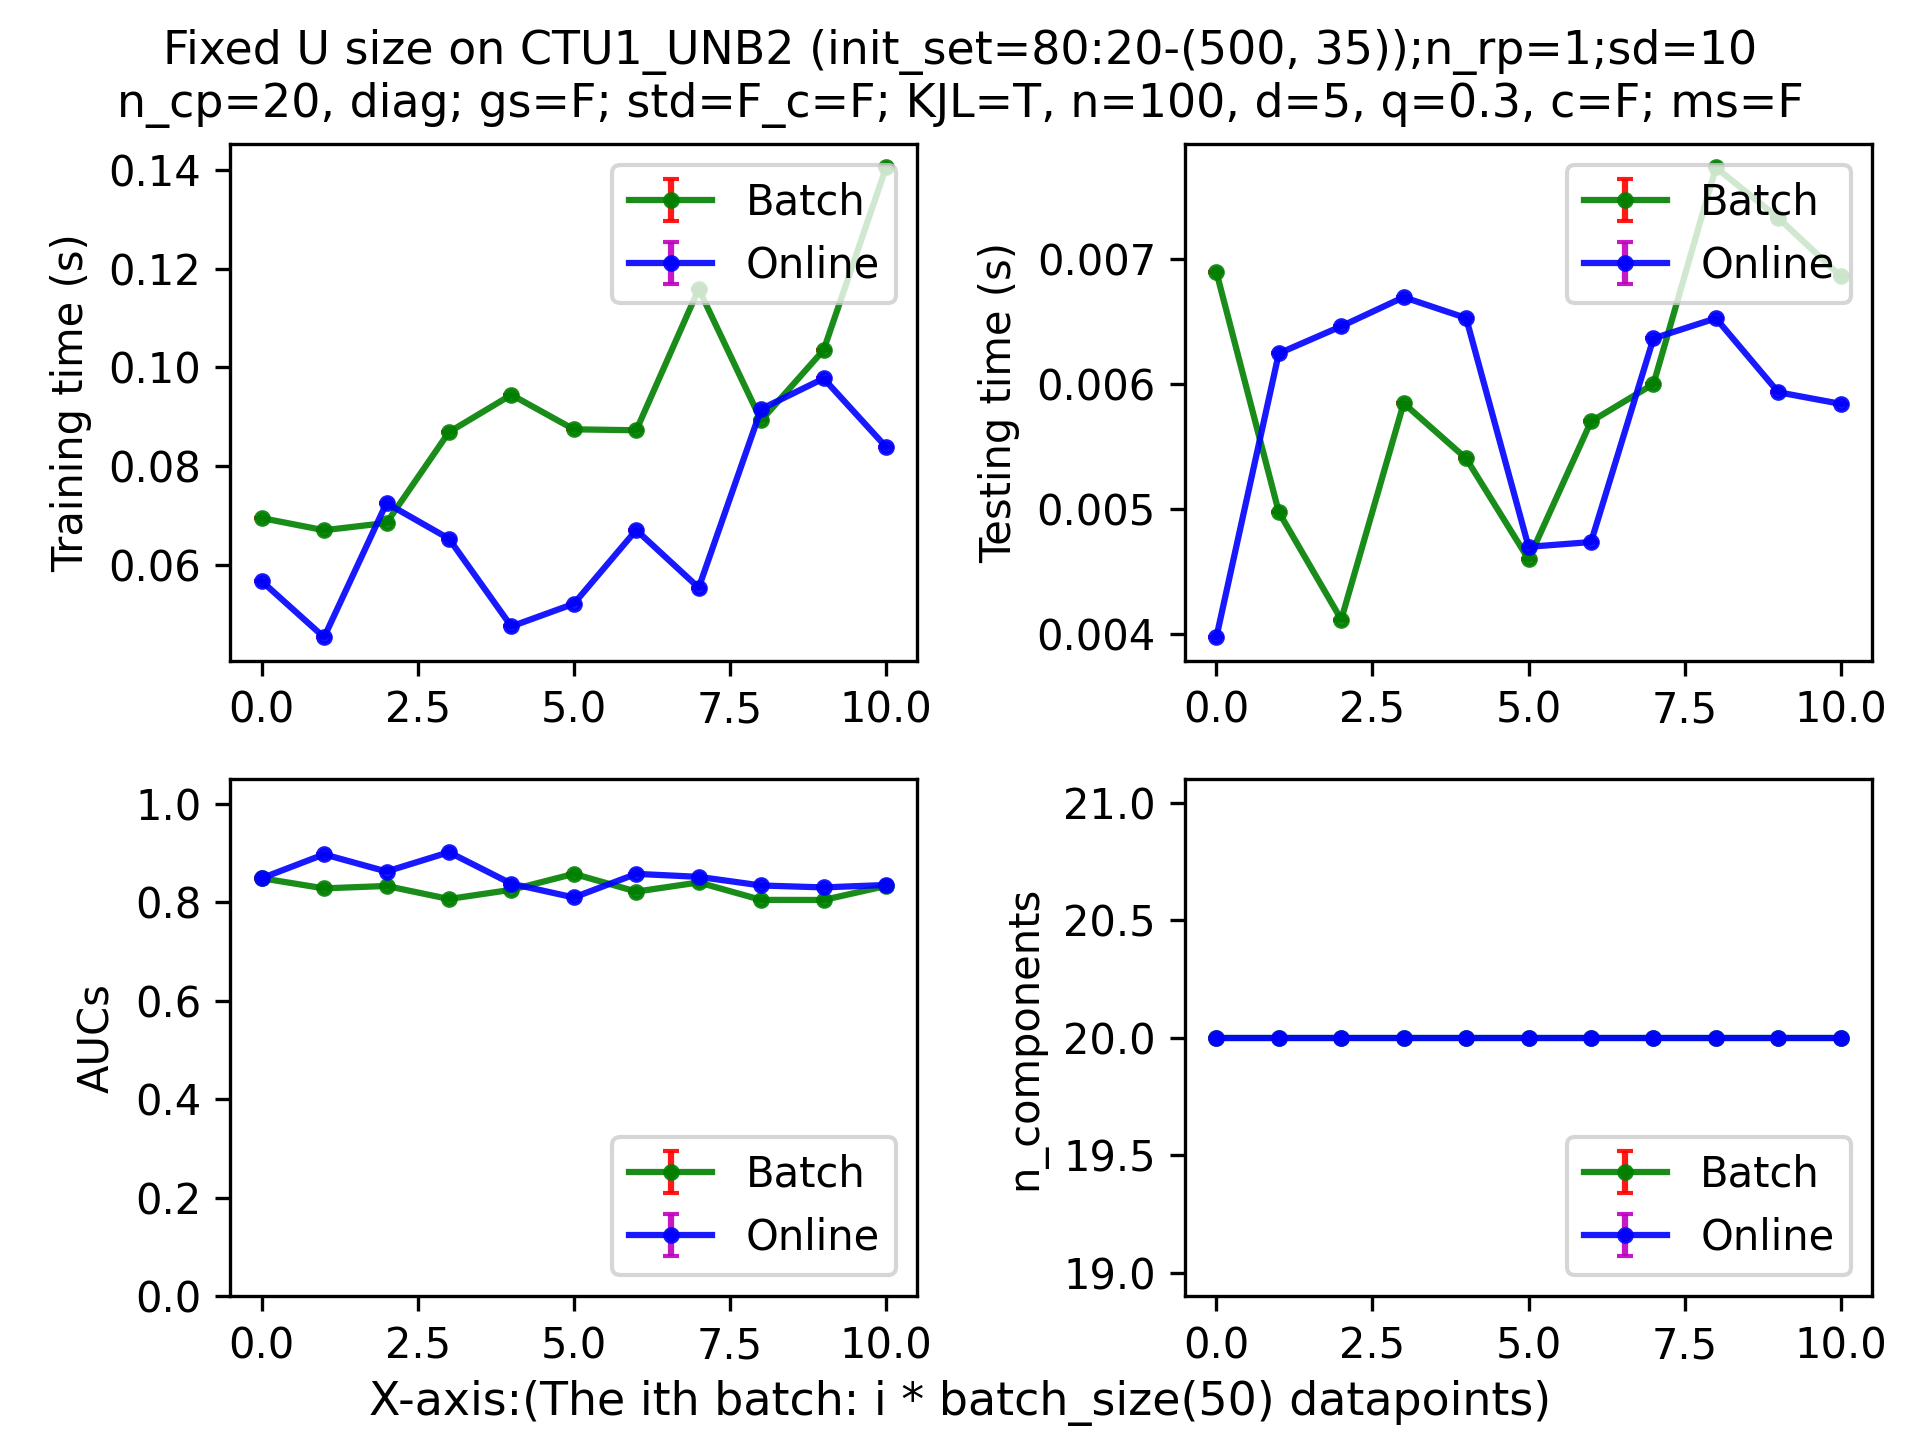 Fixed U size on CTU1_UNB2 (init_set=80:20-(500, 35));n_rp=1;sd=10
n_cp=20, diag; gs=F; std=F_c=F; KJL=T, n=100, d=5, q=0.3, c=F; ms=F
Training time (s)
0.14
0.12
0.10
0.08
0.06
Batch
Online
0.0 2.5 5.0 7.5 10.0
Testing time (s)
0.007
0.006
0.005
0.004
Batch
Online
0.0 2.5 5.0 7.5 10.0
AUCs
1.0
0.8
0.6
0.4
0.2
0.0
Batch
Online
0.0 2.5 5.0 7.5 10.0
n_components
21.0
20.5
20.0
19.5
19.0
Batch
Online
0.0 2.5 5.0 7.5 10.0
X-axis:(The ith batch: i * batch_size(50) datapoints)